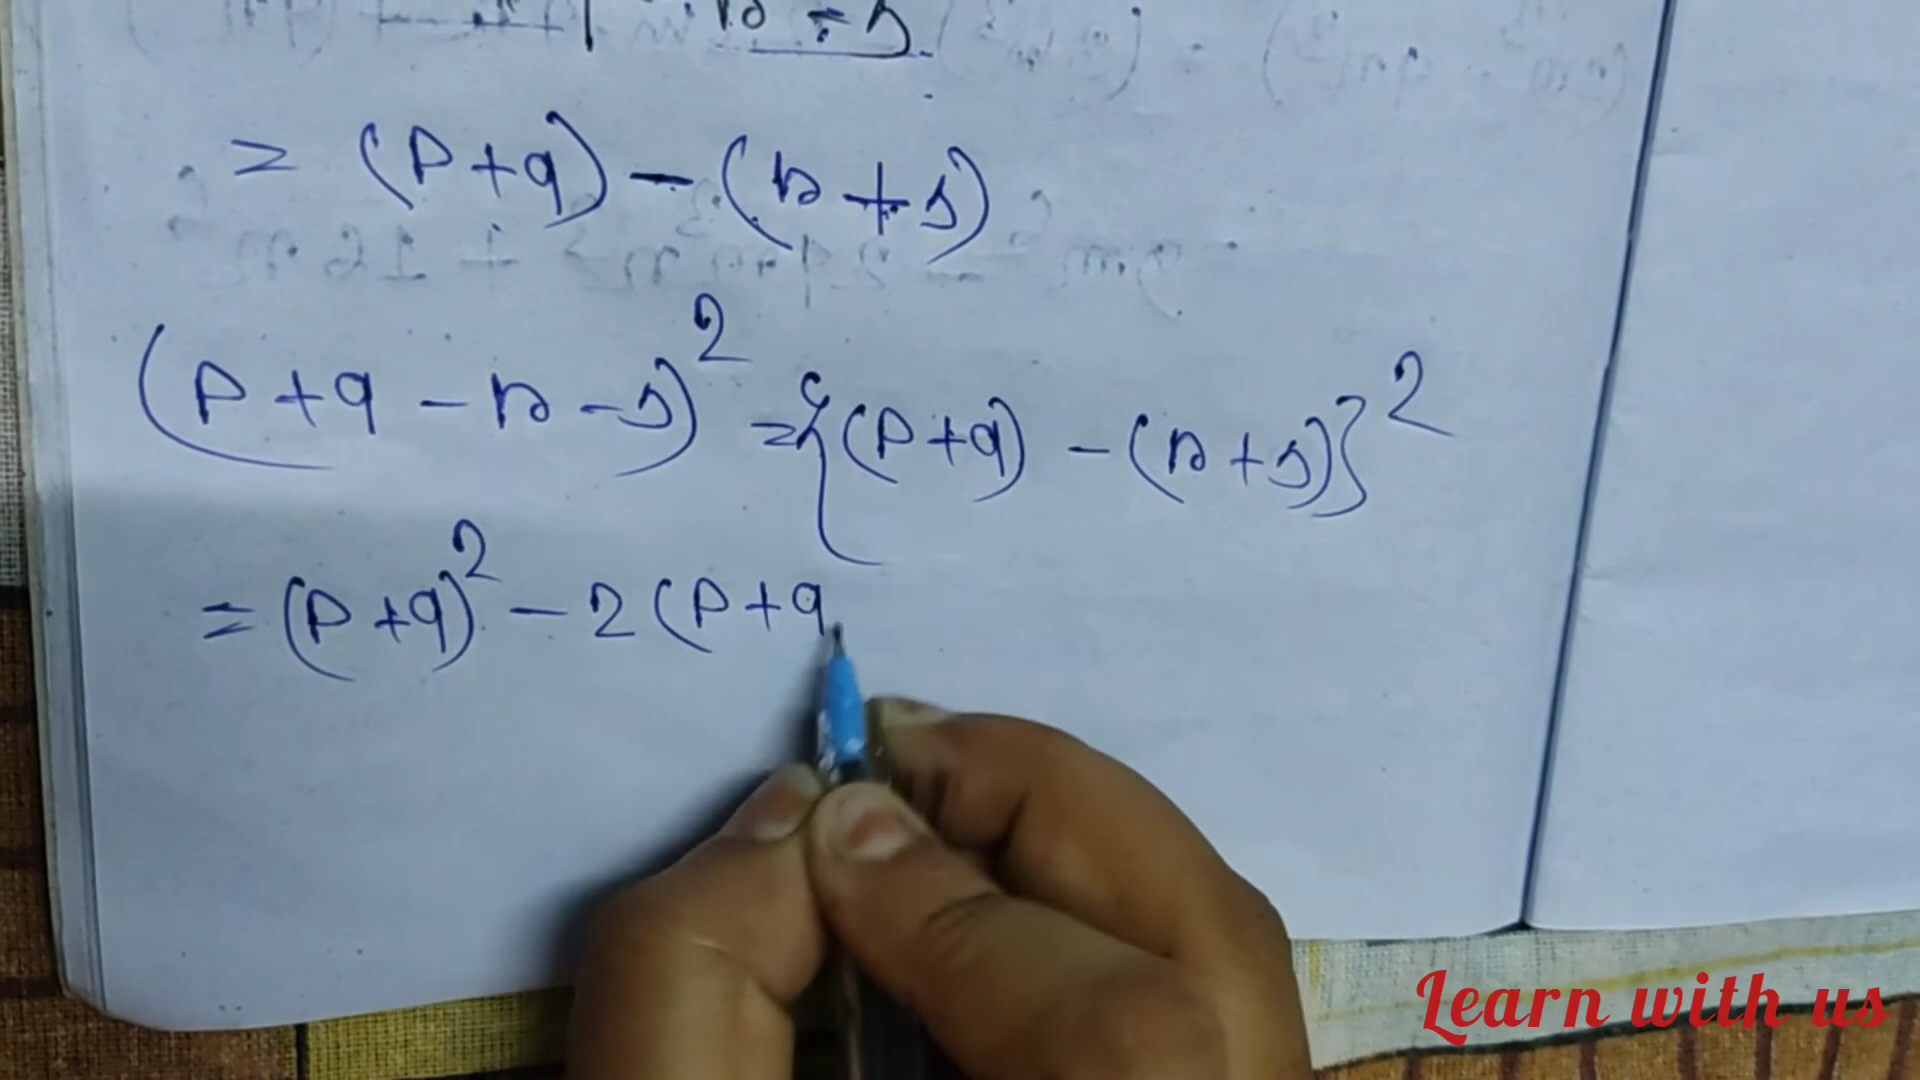 = (p+q) - (r+s)
(p+q-r-s)² = {(p+q) - (r+s)}²
= (p+q)² - 2(p+q
Learn with us